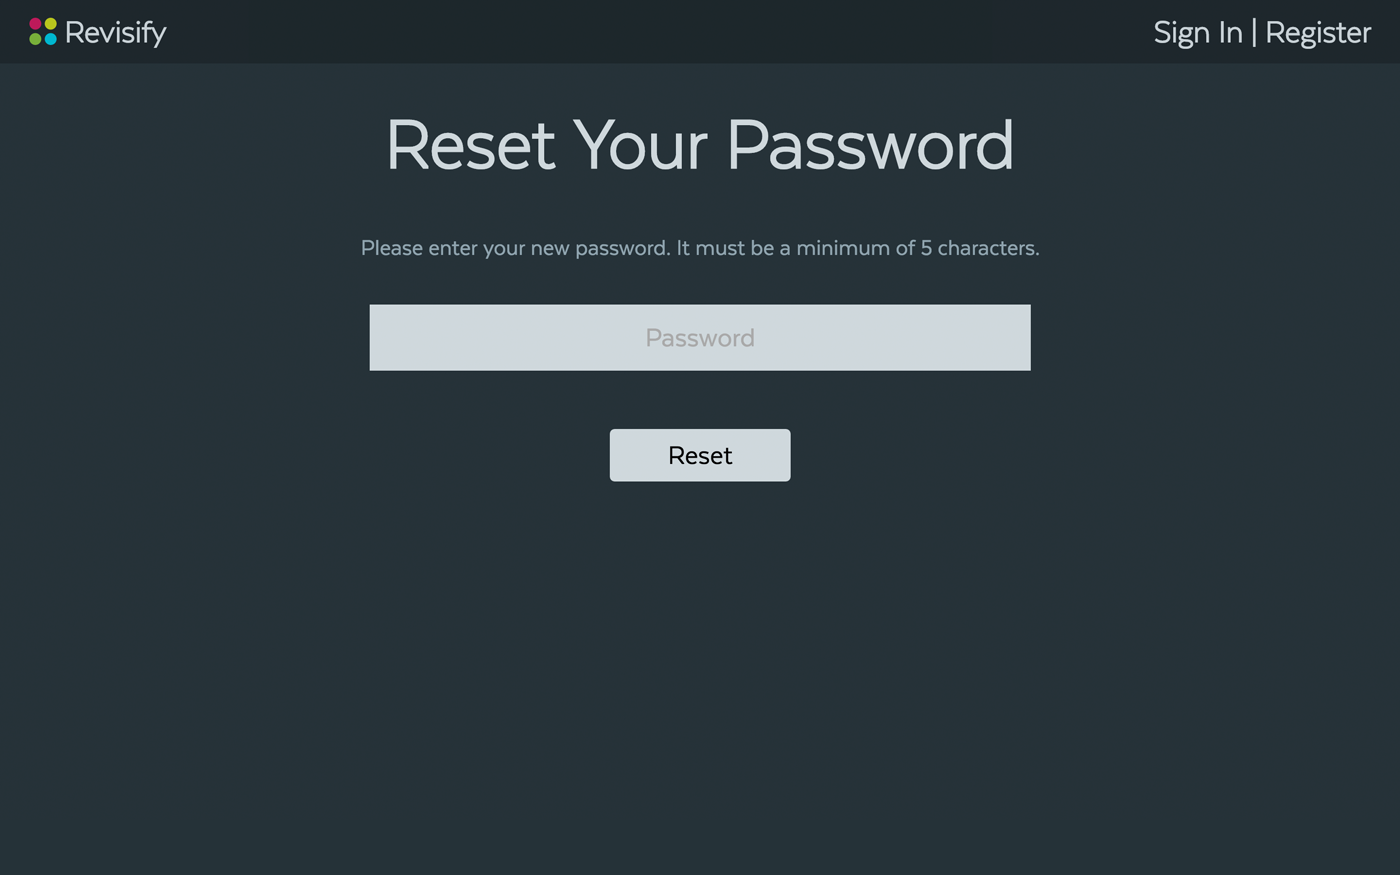 Revisify
Sign In | Register
Reset Your Password
Please enter your new password. It must be a minimum of 5 characters.
Password
Reset